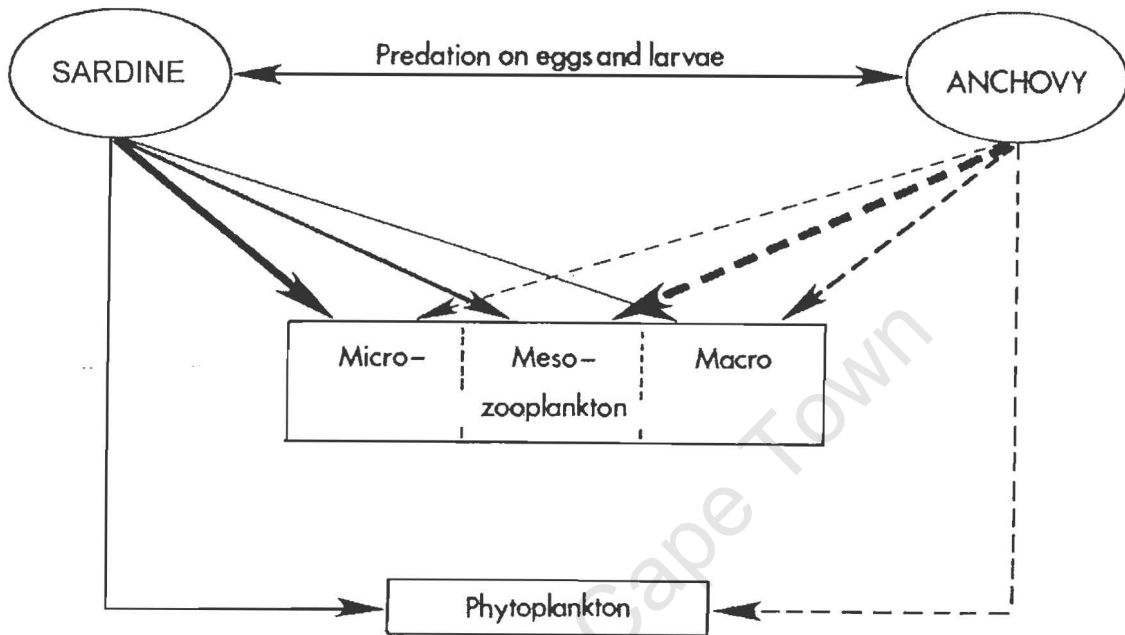 SARDINE
Predation on eggs and larvae
ANCHOVY
Micro-
Meso-
Macro
zooplankton
Phytoplankton
Cape Town